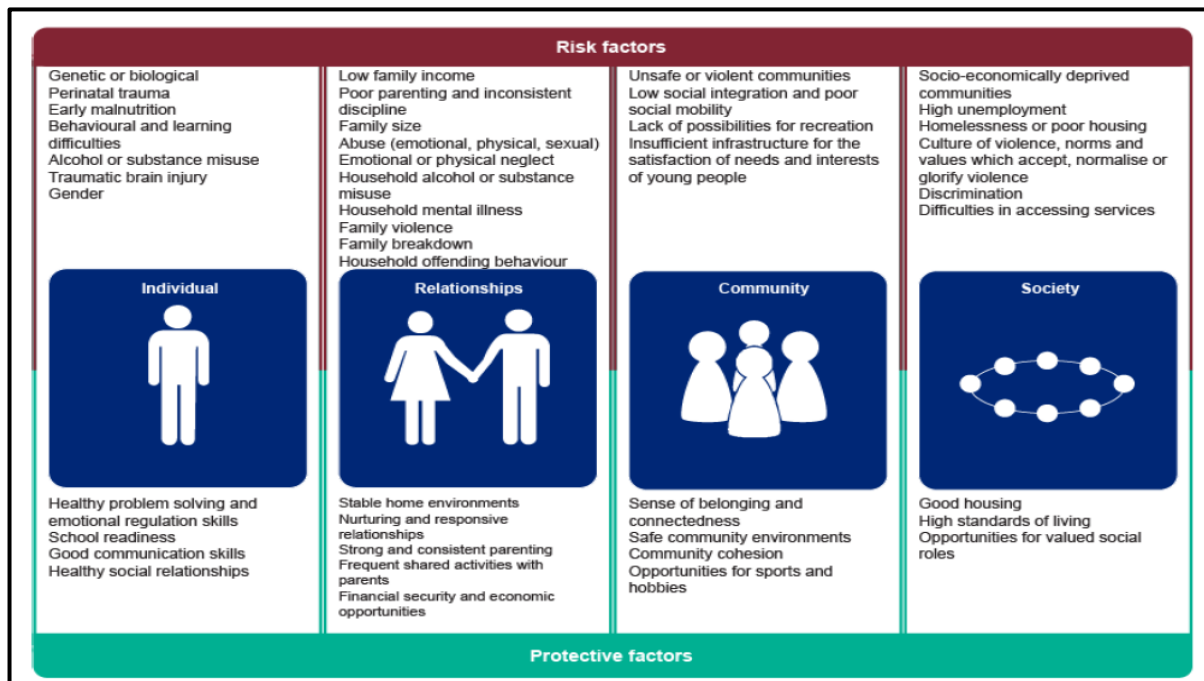 Risk factors
Genetic or biological
Perinatal trauma
Early malnutrition
Behavioural and learning
difficulties
Alcohol or substance misuse
Traumatic brain injury
Gender
Low family income
Poor parenting and inconsistent
discipline
Family size
Abuse (emotional, physical, sexual)
Emotional or physical neglect
Household alcohol or substance
misuse
Household mental illness
Family violence
Family breakdown
Household offending behaviour
Unsafe or violent communities
Low social integration and poor
social mobility
Lack of possibilities for recreation
Insufficient infrastructure for the
satisfaction of needs and interests
of young people
Socio-economically deprived
communities
High unemployment
Homelessness or poor housing
Culture of violence, norms and
values which accept, normalise or
glorify violence
Discrimination
Difficulties in accessing services
Individual
Relationships
Community
Society
Healthy problem solving and
emotional regulation skills
School readiness
Good communication skills
Healthy social relationships
Stable home environments
Nurturing and responsive
relationships
Strong and consistent parenting
Frequent shared activities with
parents
Financial security and economic
opportunities
Sense of belonging and
connectedness
Safe community environments
Community cohesion
Opportunities for sports and
hobbies
Good housing
High standards of living
Opportunities for valued social
roles
Protective factors